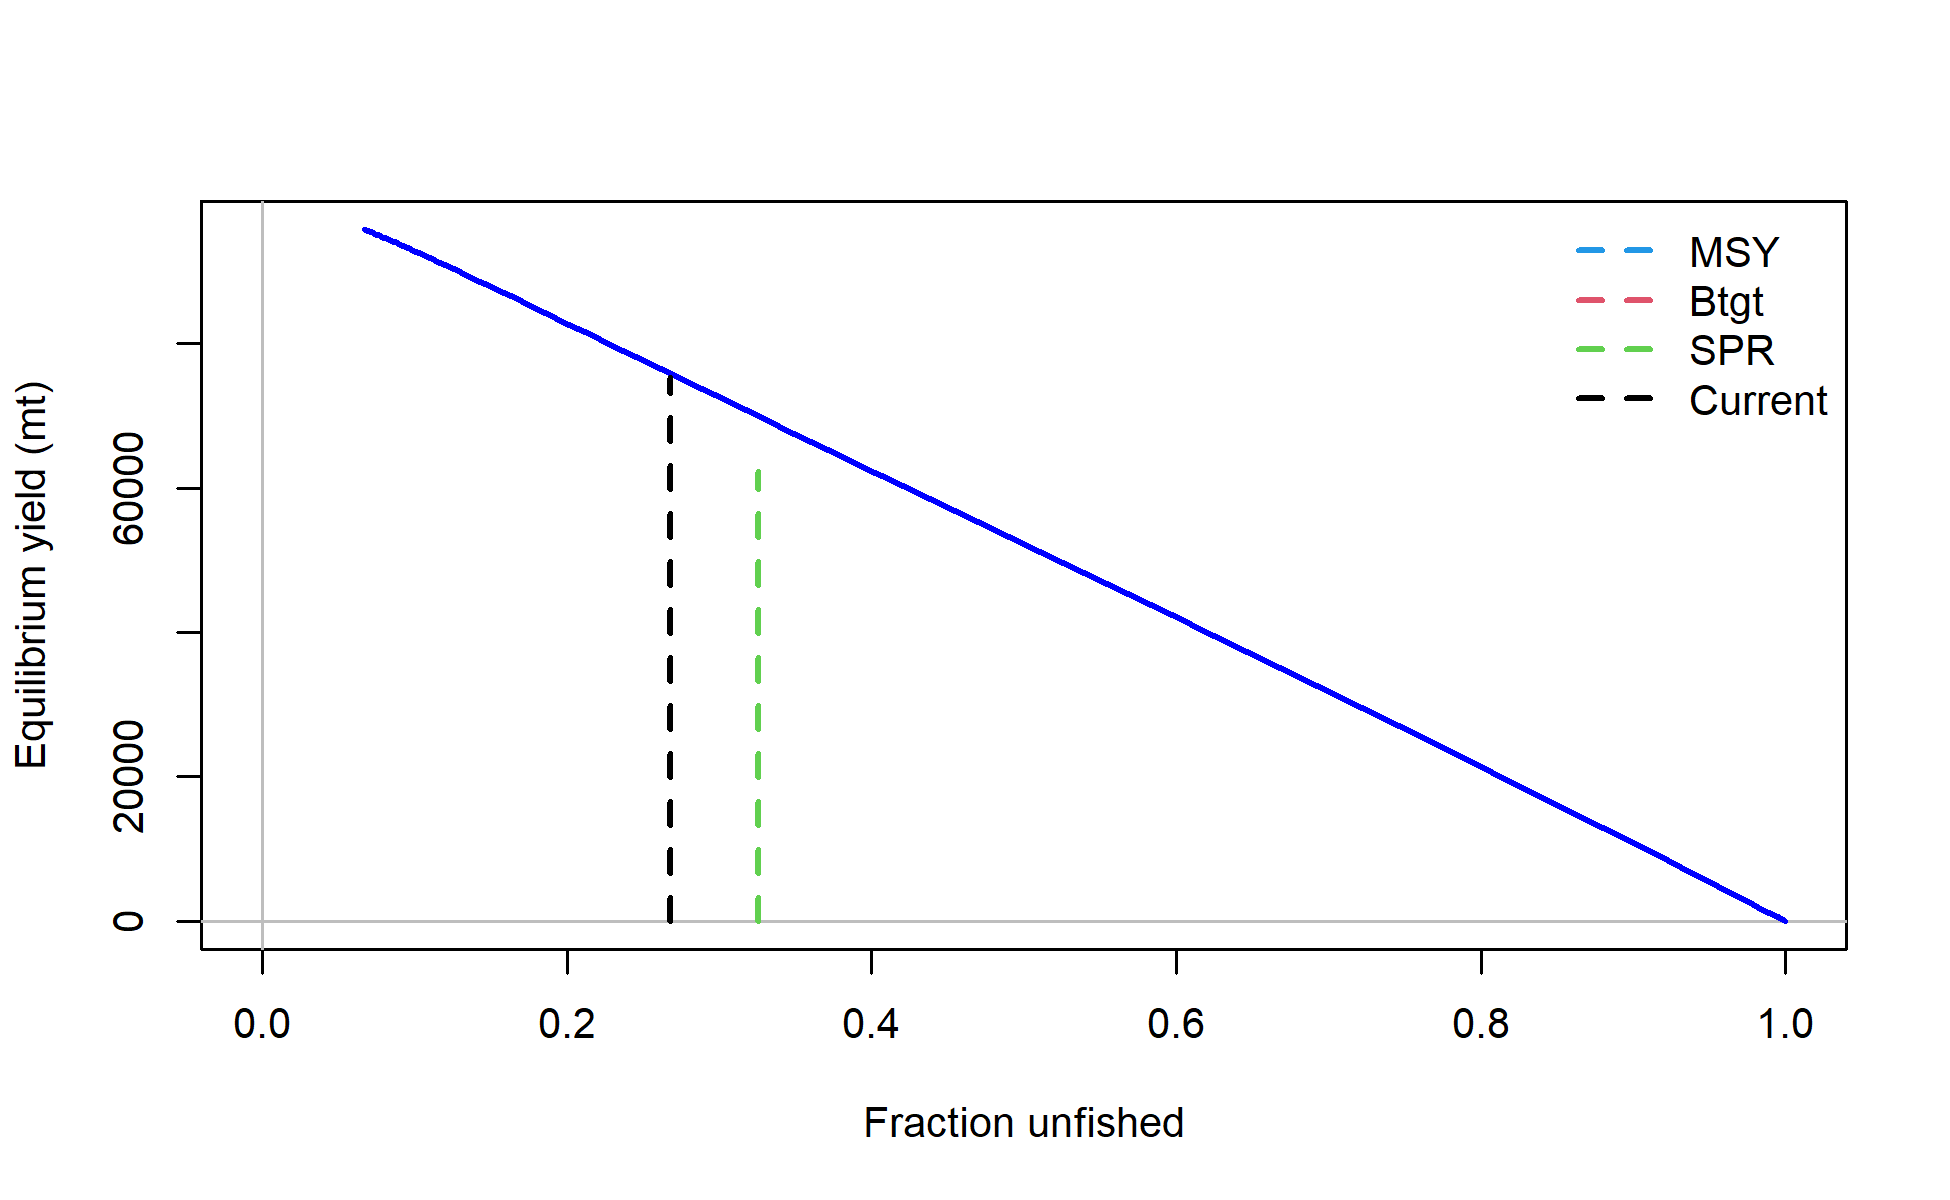 MSY
Btgt
SPR
Current
Equilibrium yield (mt)
60000
20000
0
0.0 0.2 0.4 0.6 0.8 1.0
Fraction unfished